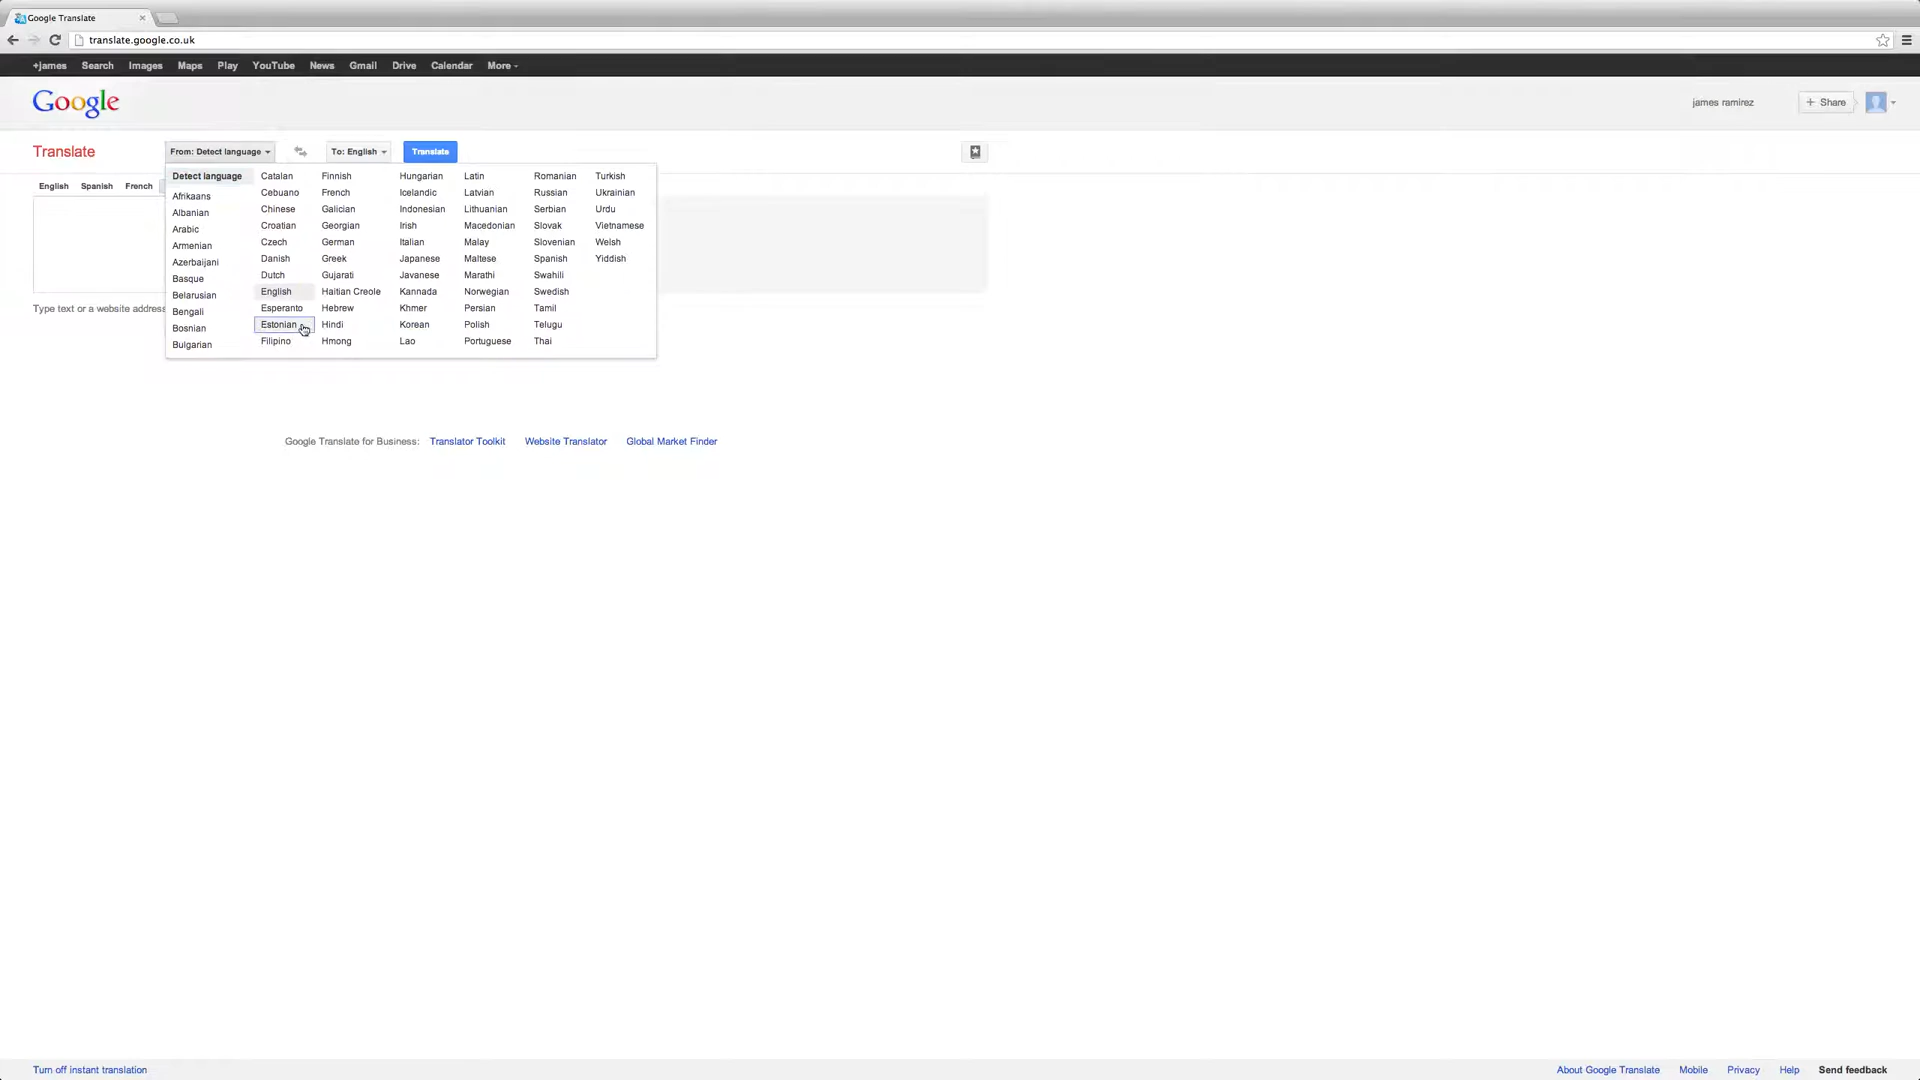 Google Translate
translate.google.co.uk
+james Search Images Maps Play YouTube News Gmail Drive Calendar More
Google
james ramirez
+ Share
Translate
From: Detect language
To: English
Translate
English Spanish French
Detect language
Afrikaans
Albanian
Arabic
Armenian
Azerbaijani
Basque
Belarusian
Bengali
Bosnian
Bulgarian
Catalan
Cebuano
Chinese
Croatian
Czech
Danish
Dutch
English
Esperanto
Estonian
Filipino
Finnish
French
Galician
Georgian
German
Greek
Gujarati
Haitian Creole
Hebrew
Hindi
Hmong
Hungarian
Icelandic
Indonesian
Irish
Italian
Japanese
Javanese
Kannada
Khmer
Korean
Lao
Latin
Latvian
Lithuanian
Macedonian
Malay
Maltese
Marathi
Norwegian
Persian
Polish
Portuguese
Romanian
Russian
Serbian
Slovak
Slovenian
Spanish
Swahili
Swedish
Tamil
Telugu
Thai
Turkish
Ukrainian
Urdu
Vietnamese
Welsh
Yiddish
Type text or a website address
Google Translate for Business: Translator Toolkit Website Translator Global Market Finder
Turn off instant translation
About Google Translate Mobile Privacy Help Send feedback